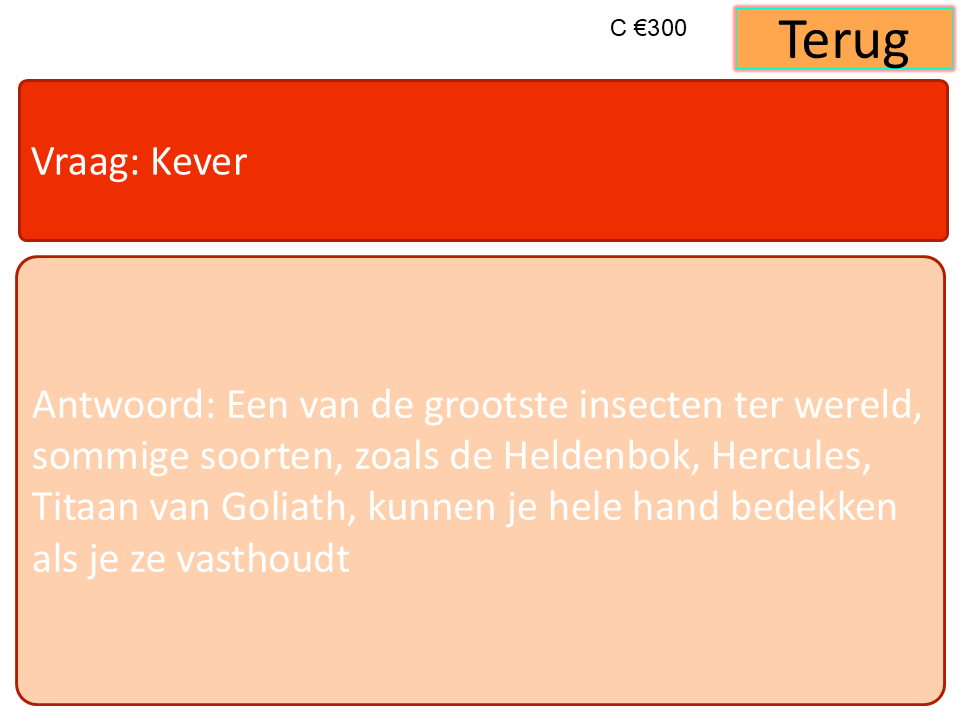 C €300
Terug
Vraag: Kever
Antwoord: Een van de grootste insecten ter wereld,
sommige soorten, zoals de Heldenbok, Hercules,
Titaan van Goliath, kunnen je hele hand bedekken
als je ze vasthoudt